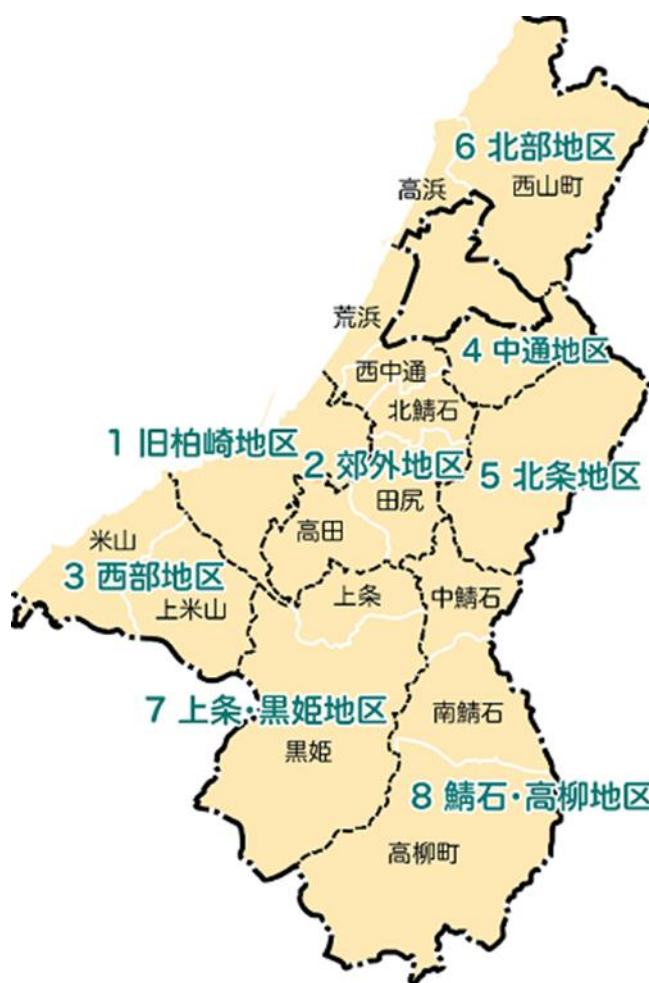 6 北部地区
西山町
高浜
荒浜
4 中通地区
西中通
北鯖石
1 旧柏崎地区
2 郊外地区
5 北条地区
田尻
高田
米山
3 西部地区
上米山
上条
中鯖石
7 上条・黒姫地区
南鯖石
黒姫
8 鯖石・高柳地区
高柳町